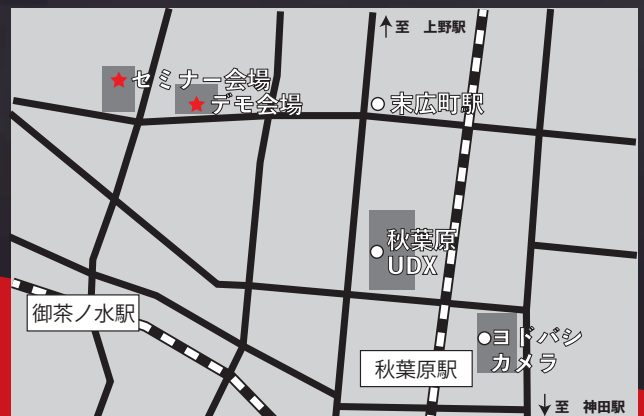 ↑至 上野駅
セミナー会場
デモ会場
末広町駅
秋葉原
UDX
御茶ノ水駅
ヨドバシ
カメラ
秋葉原駅
↓至 神田駅